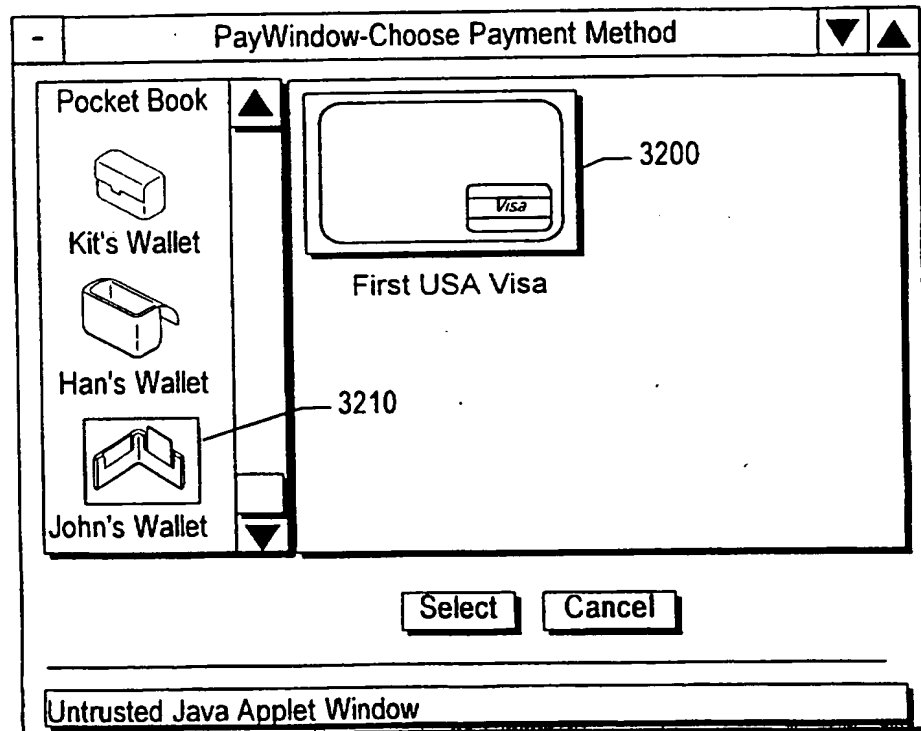 PayWindow-Choose Payment Method
Pocket Book
Kit's Wallet
Han's Wallet
3210
John's Wallet
Visa
3200
First USA Visa
Select
Cancel
Untrusted Java Applet Window